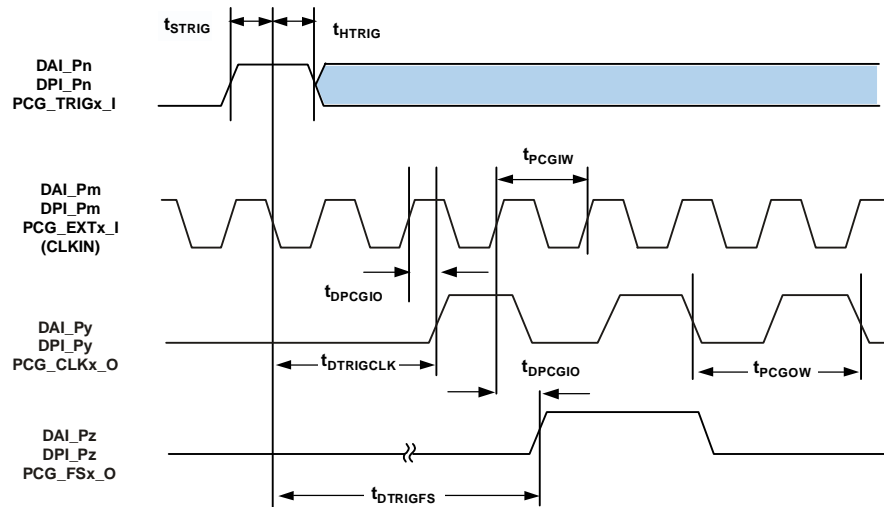 tSTRIG
tHTRIG
DAI_Pn
DPI_Pn
PCG_TRIGx_I
tPCGIW
DAI_Pm
DPI_Pm
PCG_EXTx_I
(CLKIN)
tDPCGIO
DAI_Py
DPI_Py
PCG_CLKx_O
tDTRIGCLK
tDPCGIO
tPCGOW
DAI_Pz
DPI_Pz
PCG_FSx_O
tDTRIGFS